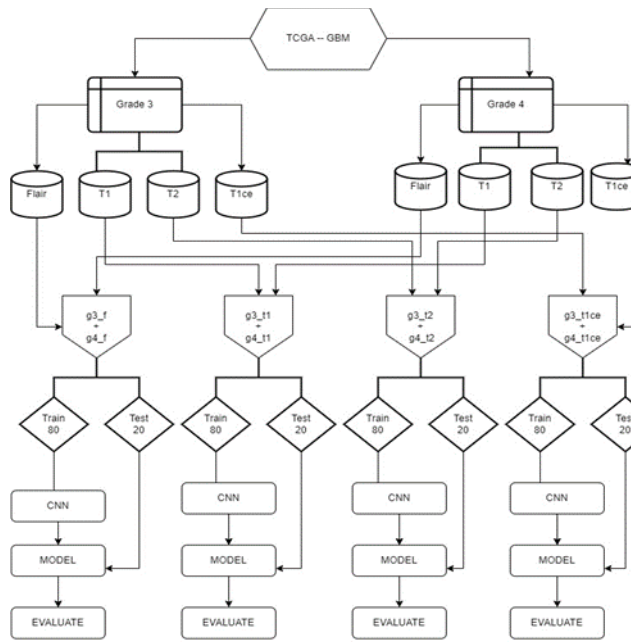 TCGA -- GBM
Grade 3
Grade 4
Flair
T1
T2
T1ce
Flair
T1
T2
T1ce
g3_f
+
g4_f
g3_t1
+
g4_t1
g3_t2
+
g4_t2
g3_t1ce
+
g4_t1ce
Train
80
Test
20
Train
80
Test
20
Train
80
Test
20
Train
80
Test
20
CNN
CNN
CNN
CNN
MODEL
MODEL
MODEL
MODEL
EVALUATE
EVALUATE
EVALUATE
EVALUATE